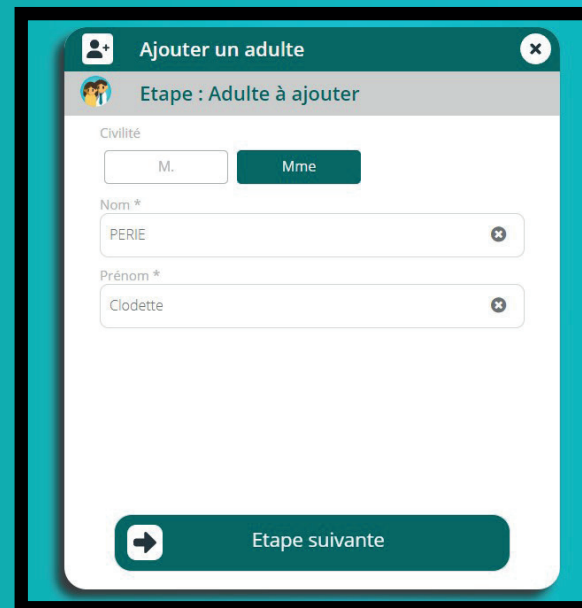 Ajouter un adulte
Etape : Adulte à ajouter
Civilité
M. Mme
Nom *
PERIE
Prénom *
Clodette
Etape suivante